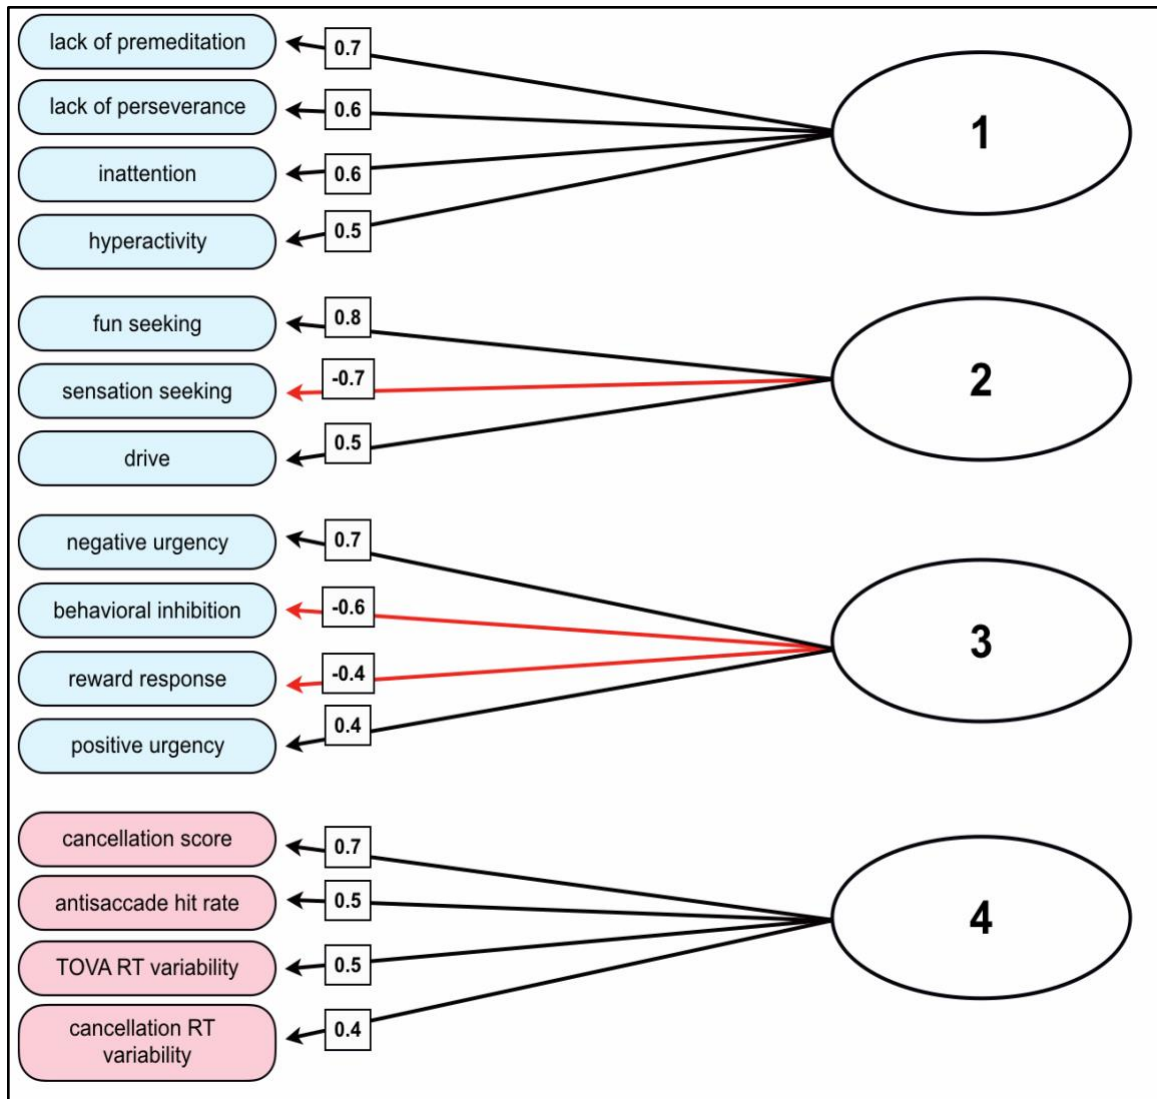 lack of premeditation
0.7
lack of perseverance
0.6
inattention
0.6
hyperactivity
0.5
1
fun seeking
0.8
sensation seeking
-0.7
drive
0.5
2
negative urgency
0.7
behavioral inhibition
-0.6
reward response
-0.4
positive urgency
0.4
3
cancellation score
0.7
antisaccade hit rate
0.5
TOVA RT variability
0.5
cancellation RT
variability
0.4
4